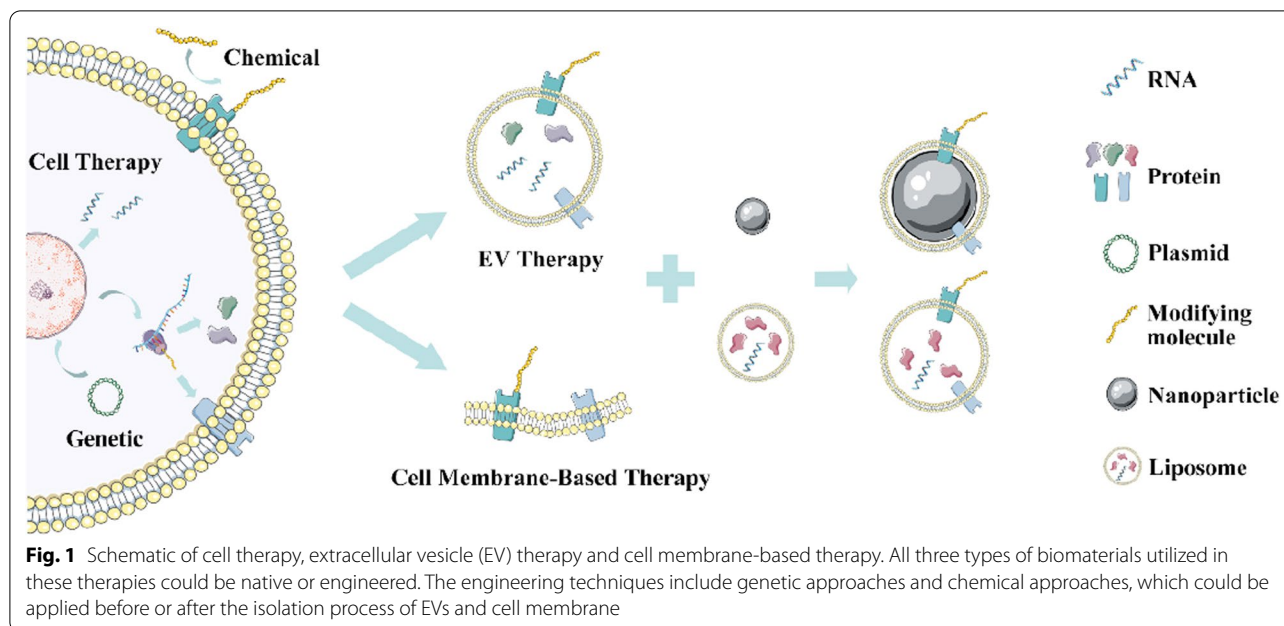 Chemical
Cell Therapy
Genetic
EV Therapy
Cell Membrane-Based Therapy
RNA
Protein
Plasmid
Modifying
molecule
Nanoparticle
Liposome
Fig. 1 Schematic of cell therapy, extracellular vesicle (EV) therapy and cell membrane-based therapy. All three types of biomaterials utilized in
these therapies could be native or engineered. The engineering techniques include genetic approaches and chemical approaches, which could be
applied before or after the isolation process of EVs and cell membrane